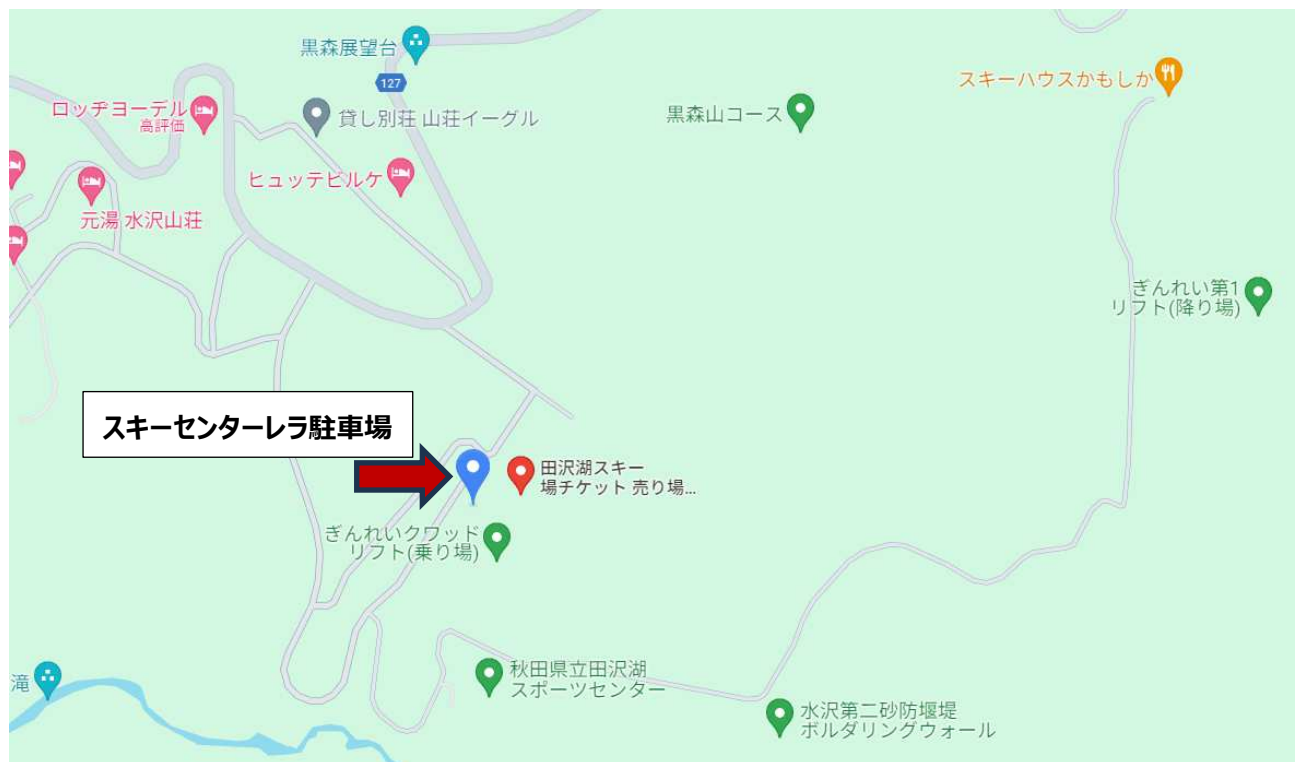 黒森展望台
127
スキーハウスかもしか
ロッヂヨーデル
高評価
貸し別荘 山荘イーグル
黒森山コース
ヒュッテビルケ
元湯 水沢山荘
ぎんれい第1
リフト(降り場)
スキーセンターレラ駐車場
田沢湖スキー
場チケット 売り場...
ぎんれいクワッド
リフト(乗り場)
秋田県立田沢湖
スポーツセンター
滝
水沢第二砂防堰堤
ボルダリングウォール